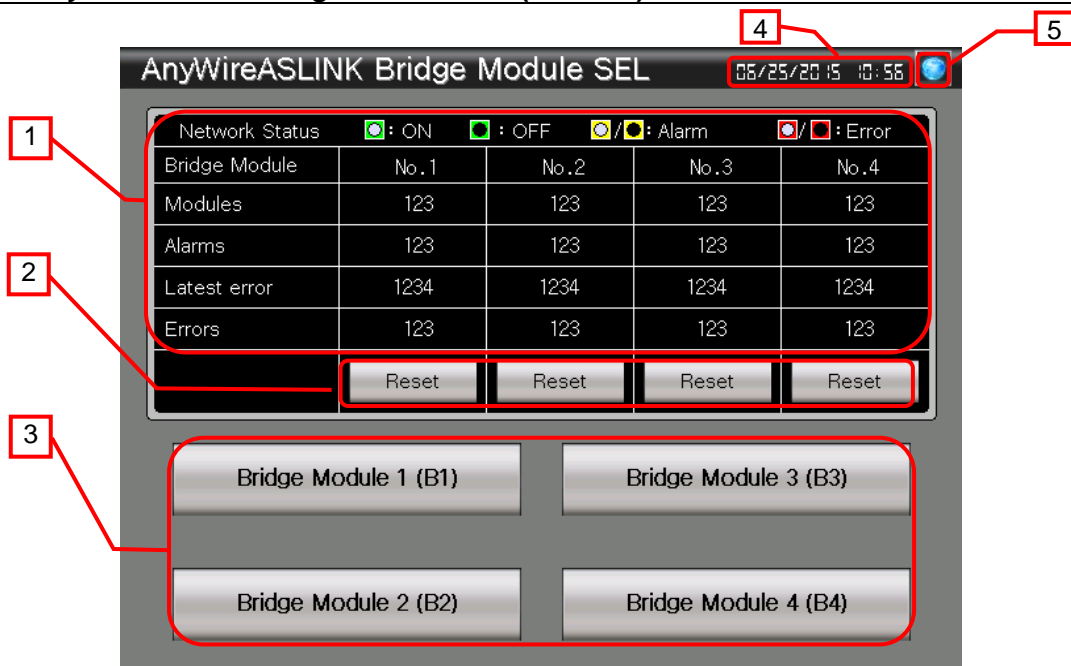 4
5
AnyWireASLINK Bridge Module SEL 06/25/2015 10:56
1
Network Status : ON : OFF / : Alarm / : Error
Bridge Module No.1 No.2 No.3 No.4
Modules 123 123 123 123
Alarms 123 123 123 123
2
Latest error 1234 1234 1234 1234
Errors 123 123 123 123
Reset Reset Reset Reset
3
Bridge Module 1 (B1) Bridge Module 3 (B3)
Bridge Module 2 (B2) Bridge Module 4 (B4)